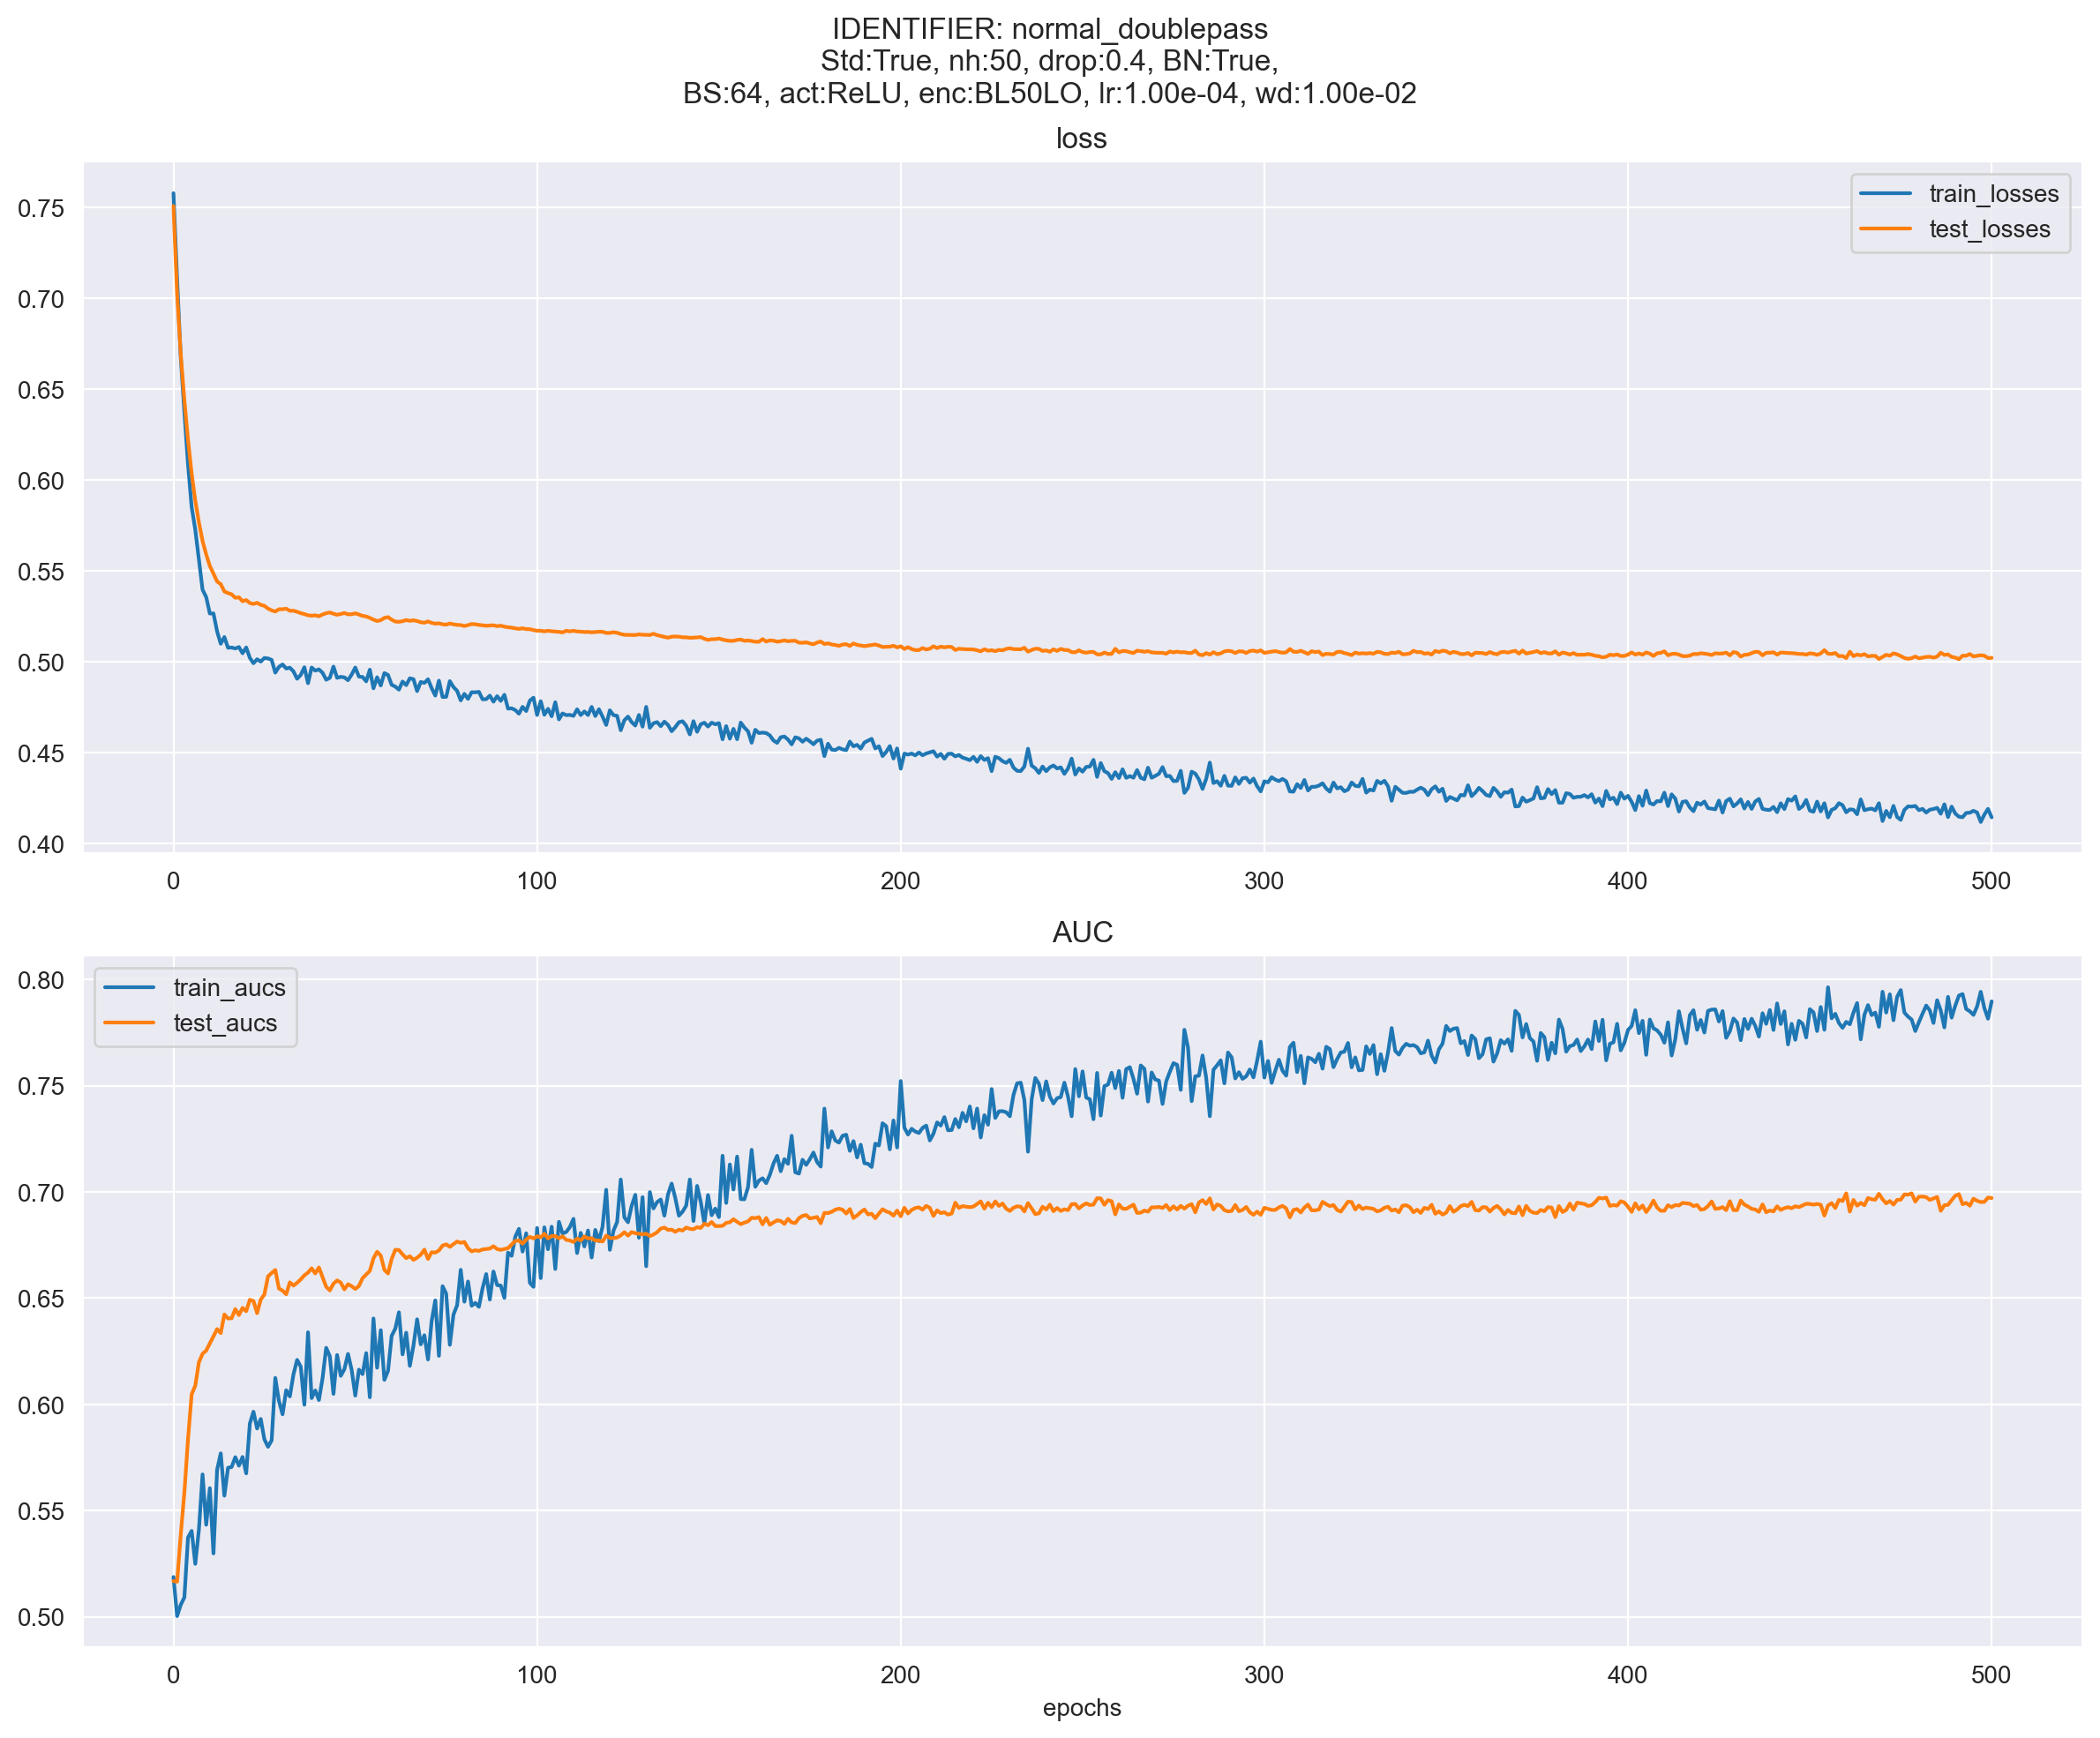 IDENTIFIER: normal_doublepass
Std:True, nh:50, drop:0.4, BN:True,
BS:64, act:ReLU, enc:BL50LO, lr:1.00e-04, wd:1.00e-02
loss
train_losses
test_losses
0.75
0.70
0.65
0.60
0.55
0.50
0.45
0.40
0 100 200 300 400 500
AUC
train_aucs
test_aucs
0.80
0.75
0.70
0.65
0.60
0.55
0.50
0 100 200 300 400 500
epochs